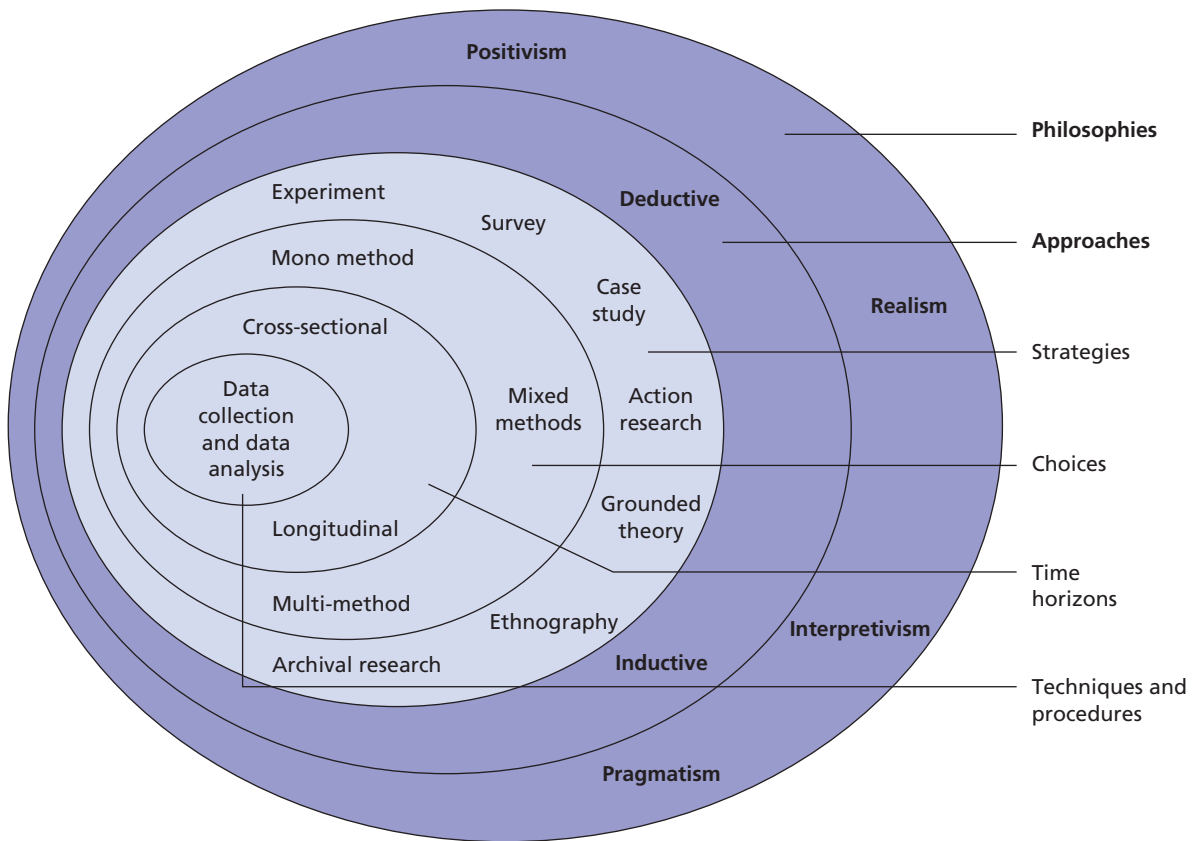 Positivism
Philosophies
Experiment
Deductive
Survey
Approaches
Mono method
Case
study
Realism
Cross-sectional
Strategies
Data
collection
and data
analysis
Mixed
methods
Action
research
Choices
Grounded
theory
Longitudinal
Time
horizons
Multi-method
Ethnography
Interpretivism
Archival research
Inductive
Techniques and
procedures
Pragmatism